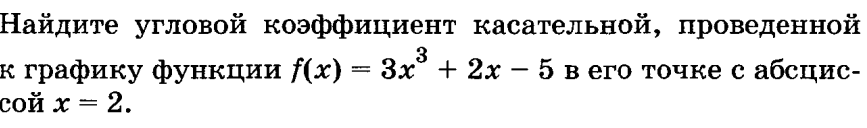 Найдите угловой коэффициент касательной, проведенной
к графику функции f(x) = 3x³ + 2x − 5 в его точке с абсцис-
сой x = 2.